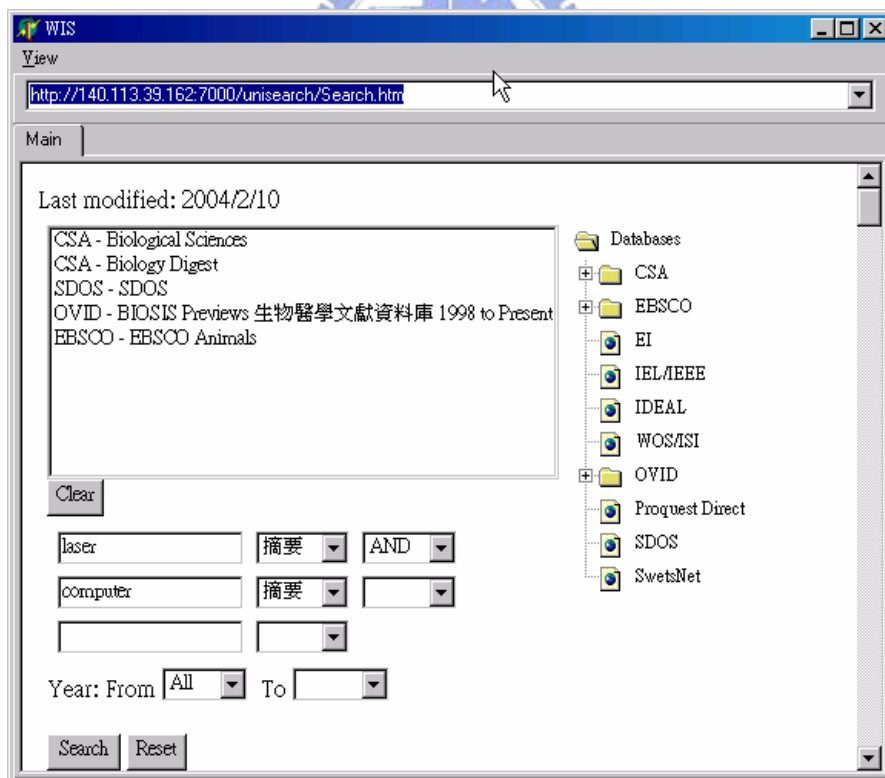 WIS
View
http://140.113.39.162:7000/unisearch/Search.htm
Main
Last modified: 2004/2/10
CSA - Biological Sciences
CSA - Biology Digest
SDOS - SDOS
OVID - BIOSIS Previews 生物醫學文獻資料庫 1998 to Present
EBSCO - EBSCO Animals
Clear
laser 摘要 AND
computer 摘要
Year: From All To
Search Reset
Databases
CSA
EBSCO
EI
IEL/IEEE
IDEAL
WOS/ISI
OVID
Proquest Direct
SDOS
SwetsNet